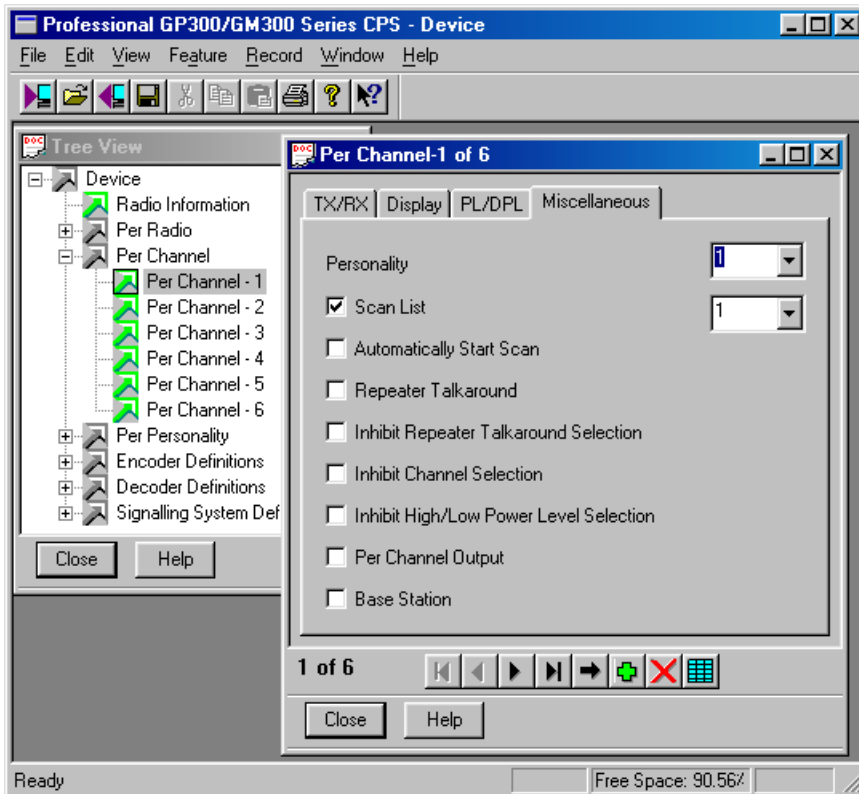 Professional GP300/GM300 Series CPS - Device
File Edit View Feature Record Window Help
DOC Tree View
Device
Radio Information
Per Radio
Per Channel
Per Channel - 1
Per Channel - 2
Per Channel - 3
Per Channel - 4
Per Channel - 5
Per Channel - 6
Per Personality
Encoder Definitions
Decoder Definitions
Signalling System Def
Close Help
DOC Per Channel-1 of 6
TX/RX Display PL/DPL Miscellaneous
Personality 1
Scan List 1
Automatically Start Scan
Repeater Talkaround
Inhibit Repeater Talkaround Selection
Inhibit Channel Selection
Inhibit High/Low Power Level Selection
Per Channel Output
Base Station
1 of 6
Close Help
Ready Free Space: 90.56%